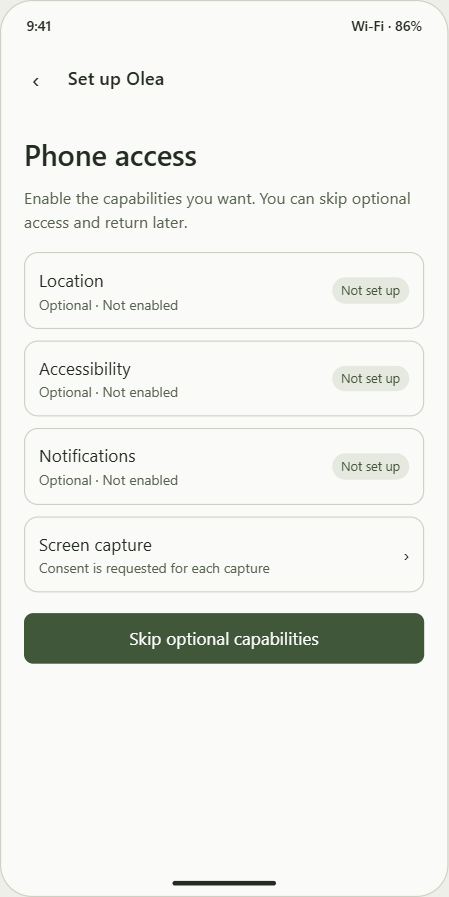 9:41
Wi-Fi · 86%
‹ Set up Olea
Phone access
Enable the capabilities you want. You can skip optional
access and return later.
Location
Optional · Not enabled
Not set up
Accessibility
Optional · Not enabled
Not set up
Notifications
Optional · Not enabled
Not set up
Screen capture
Consent is requested for each capture
›
Skip optional capabilities